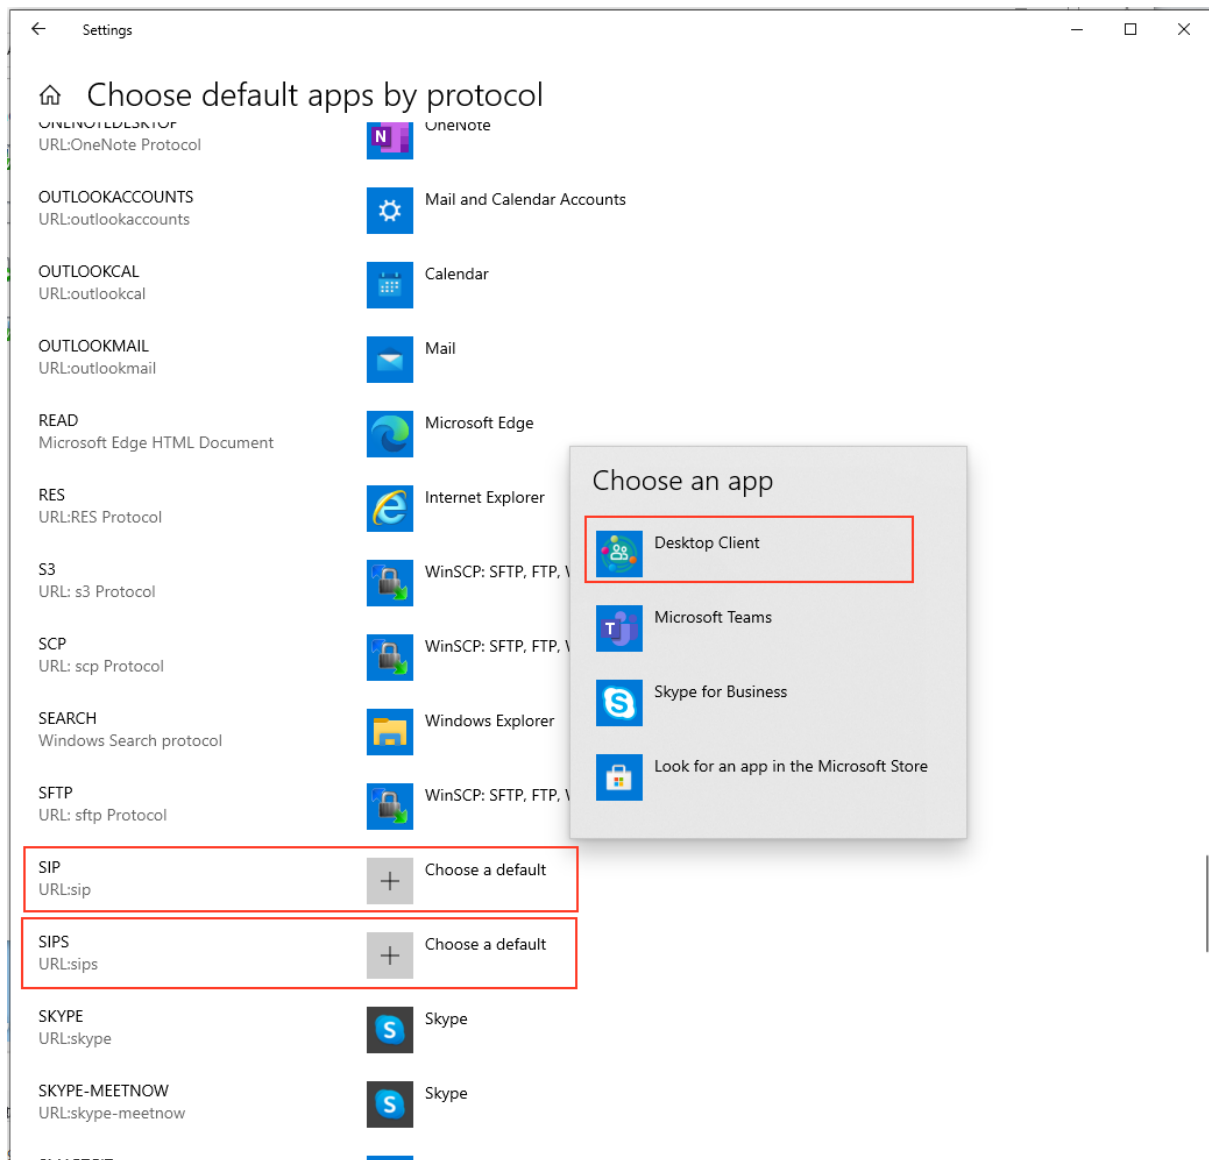 Settings
Choose default apps by protocol
ONENOTEDESKTOP
OneNote
URL:OneNote Protocol
OUTLOOKACCOUNTS
Mail and Calendar Accounts
URL:outlookaccounts
OUTLOOKCAL
Calendar
URL:outlookcal
OUTLOOKMAIL
Mail
URL:outlookmail
READ
Microsoft Edge
Microsoft Edge HTML Document
RES
Internet Explorer
URL:RES Protocol
S3
WinSCP: SFTP, FTP,
URL: s3 Protocol
SCP
WinSCP: SFTP, FTP,
URL: scp Protocol
SEARCH
Windows Explorer
Windows Search protocol
SFTP
WinSCP: SFTP, FTP,
URL: sftp Protocol
SIP
Choose a default
URL:sip
SIPS
Choose a default
URL:sips
SKYPE
Skype
URL:skype
SKYPE-MEETNOW
Skype
URL:skype-meetnow
Choose an app
Desktop Client
Microsoft Teams
Skype for Business
Look for an app in the Microsoft Store